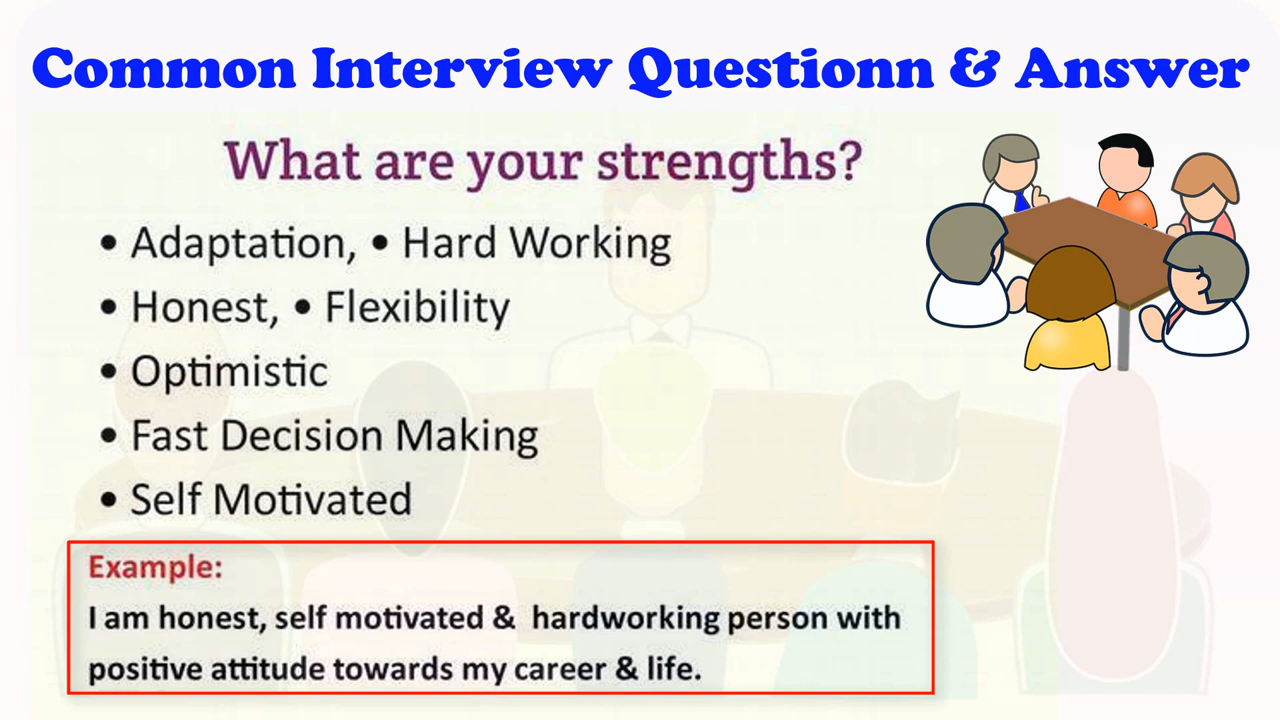 Common Interview Questionn & Answer
What are your strengths?
• Adaptation, • Hard Working
• Honest, • Flexibility
• Optimistic
• Fast Decision Making
• Self Motivated
Example:
I am honest, self motivated & hardworking person with
positive attitude towards my career & life.